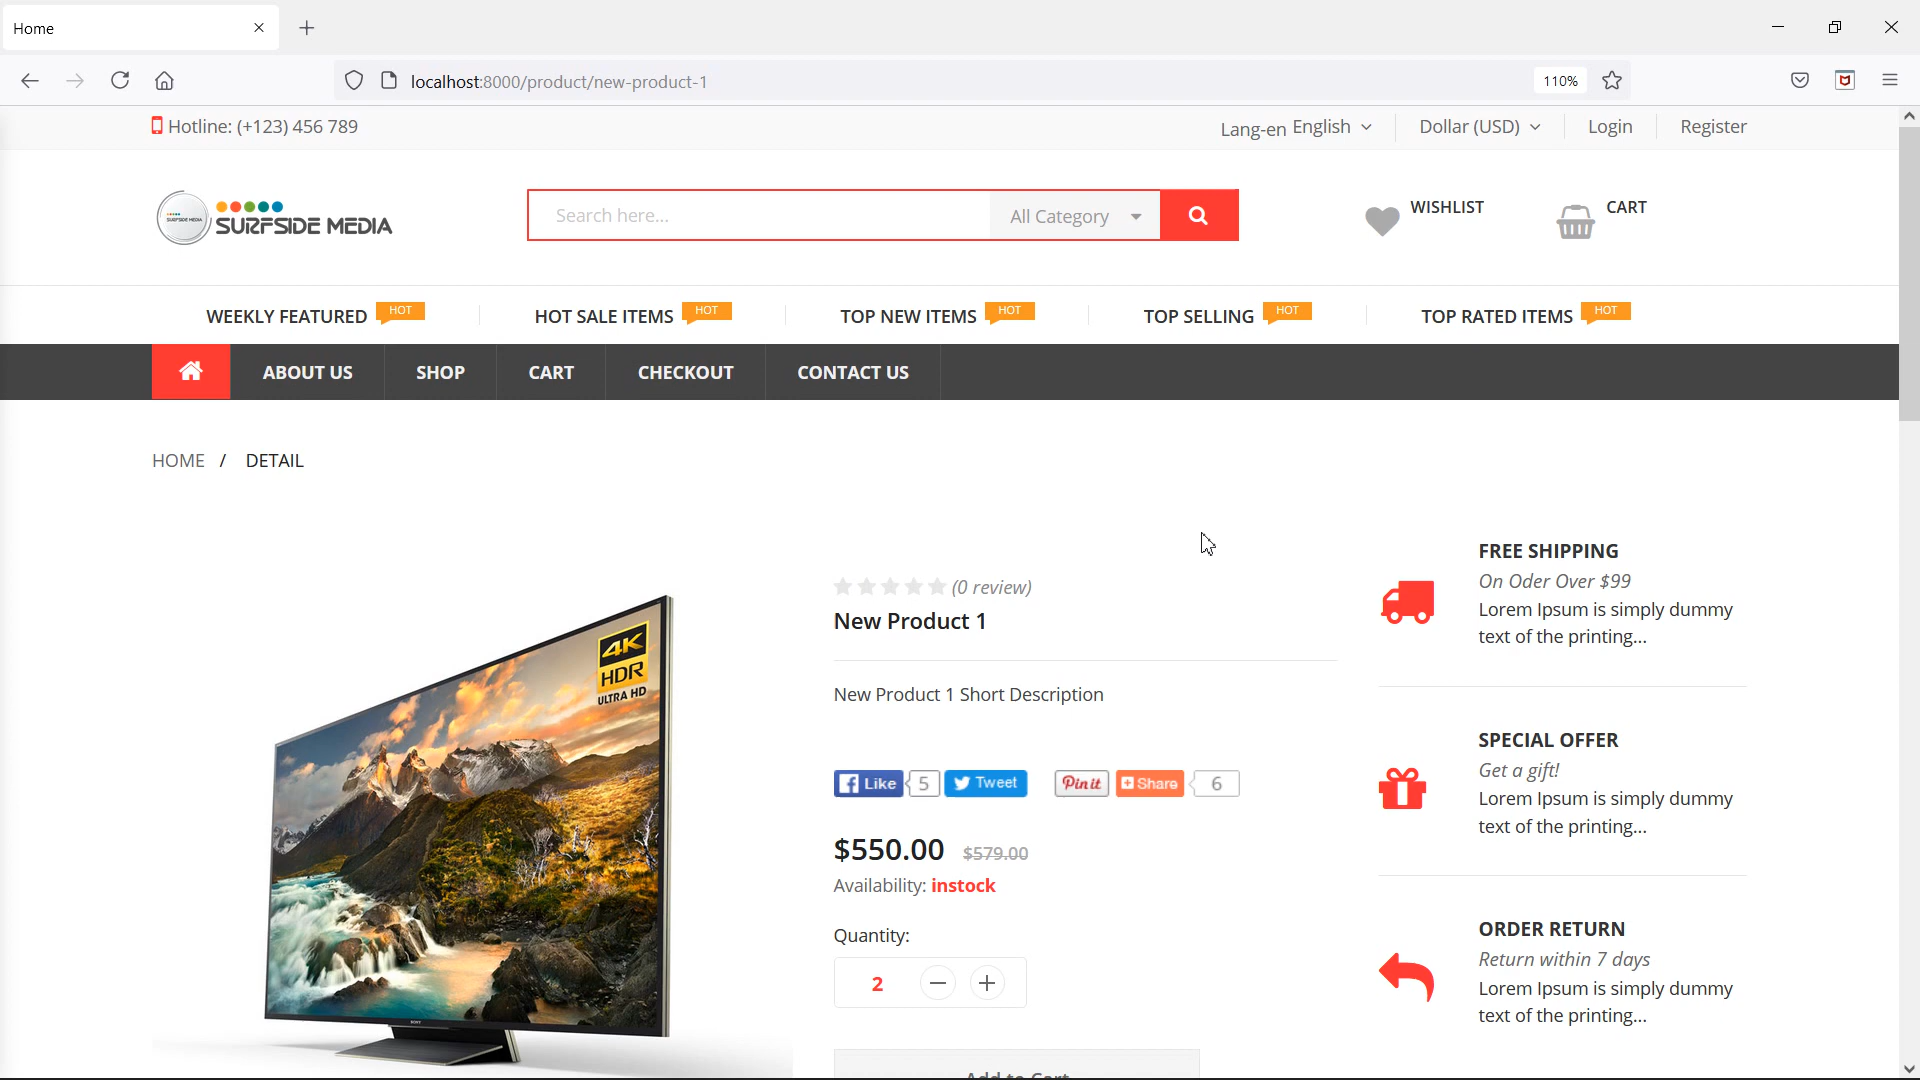 Home
localhost:8000/product/new-product-1
110%
Hotline: (+123) 456 789
Lang-en English
Dollar (USD)
Login
Register
SURFSIDE MEDIA
Search here...
All Category
WISHLIST
CART
WEEKLY FEATURED HOT
HOT SALE ITEMS HOT
TOP NEW ITEMS HOT
TOP SELLING HOT
TOP RATED ITEMS HOT
ABOUT US
SHOP
CART
CHECKOUT
CONTACT US
HOME / DETAIL
4K
HDR
ULTRA HD
SONY
(0 review)
New Product 1
New Product 1 Short Description
Like 5 Tweet Pin it Share 6
$550.00 $579.00
Availability: instock
Quantity:
2
Add to Cart
FREE SHIPPING
On Oder Over $99
Lorem Ipsum is simply dummy
text of the printing...
SPECIAL OFFER
Get a gift!
Lorem Ipsum is simply dummy
text of the printing...
ORDER RETURN
Return within 7 days
Lorem Ipsum is simply dummy
text of the printing...